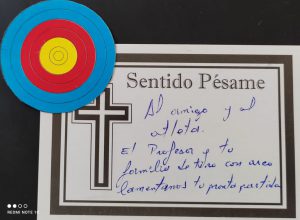 Sentido Pésame
Al amigo y al
atleta.
El Profesor y tu
familia de tiro con arco
lamentamos tu pronta partida
REDMI NOTE